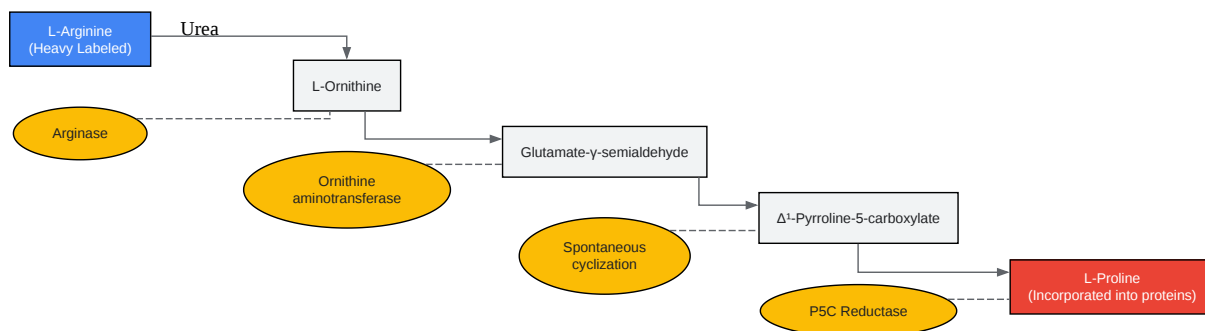 L-Arginine
(Heavy Labeled)
Urea
L-Ornithine
Arginase
Glutamate-γ-semialdehyde
Ornithine
aminotransferase
Δ¹-Pyrroline-5-carboxylate
Spontaneous
cyclization
L-Proline
(Incorporated into proteins)
P5C Reductase